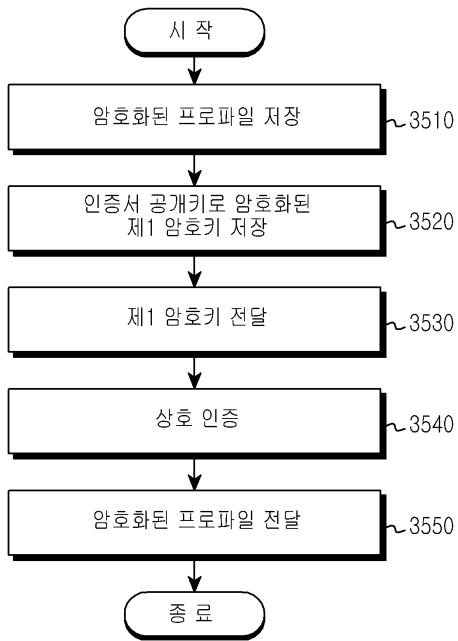 시 작
암호화된 프로파일 저장
3510
인증서 공개키로 암호화된
제1 암호키 저장
3520
제1 암호키 전달
3530
상호 인증
3540
암호화된 프로파일 전달
3550
종 료